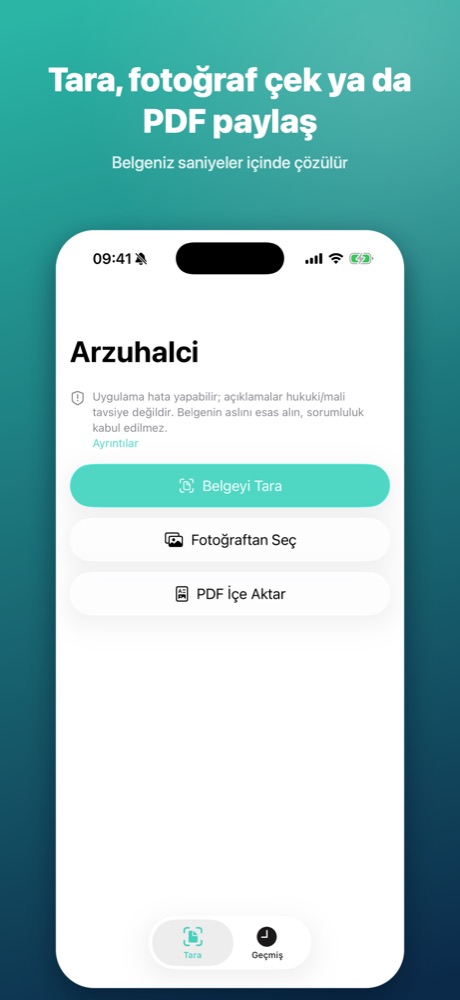 Tara, fotoğraf çek ya da
PDF paylaş
Belgeniz saniyeler içinde çözülür
09:41
Arzuhalci
Uygulama hata yapabilir; açıklamalar hukuki/mali
tavsiye değildir. Belgenin aslını esas alın, sorumluluk
kabul edilmez.
Ayrıntılar
Belgeyi Tara
Fotoğraftan Seç
PDF İçe Aktar
Tara
Geçmiş